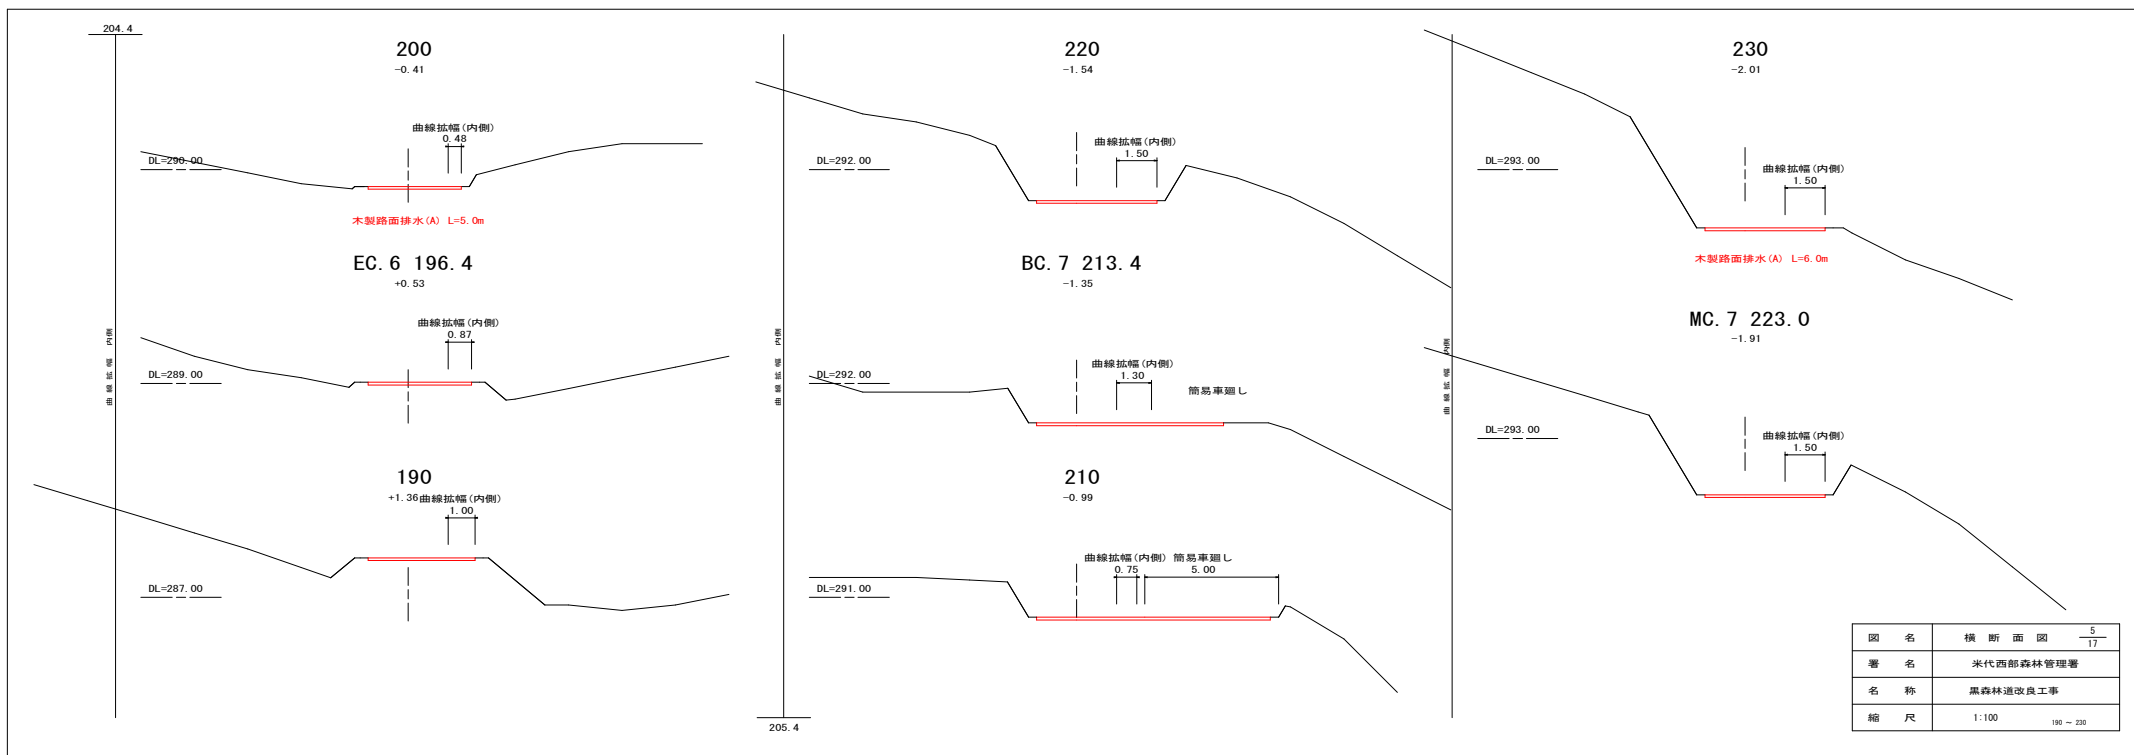 204.4
200
-0.41
曲線拡幅(内側)
0.48
DL=290.00
木製路面排水(A) L=5.0m
EC.6 196.4
+0.53
曲線拡幅(内側)
0.87
DL=289.00
曲線拡幅 内側
190
+1.36
曲線拡幅(内側)
1.00
DL=287.00
220
-1.54
曲線拡幅(内側)
1.50
DL=292.00
BC.7 213.4
-1.35
曲線拡幅(内側)
1.30
簡易車廻し
DL=292.00
曲線拡幅 内側
210
-0.99
曲線拡幅(内側) 簡易車廻し
0.75 5.00
DL=291.00
205.4
230
-2.01
曲線拡幅(内側)
1.50
DL=293.00
木製路面排水(A) L=6.0m
MC.7 223.0
-1.91
曲線拡幅 内側
曲線拡幅(内側)
1.50
DL=293.00
図名 横断面図 5/17
署名 米代西部森林管理署
名称 黒森林道改良工事
縮尺 1:100 190 ~ 230